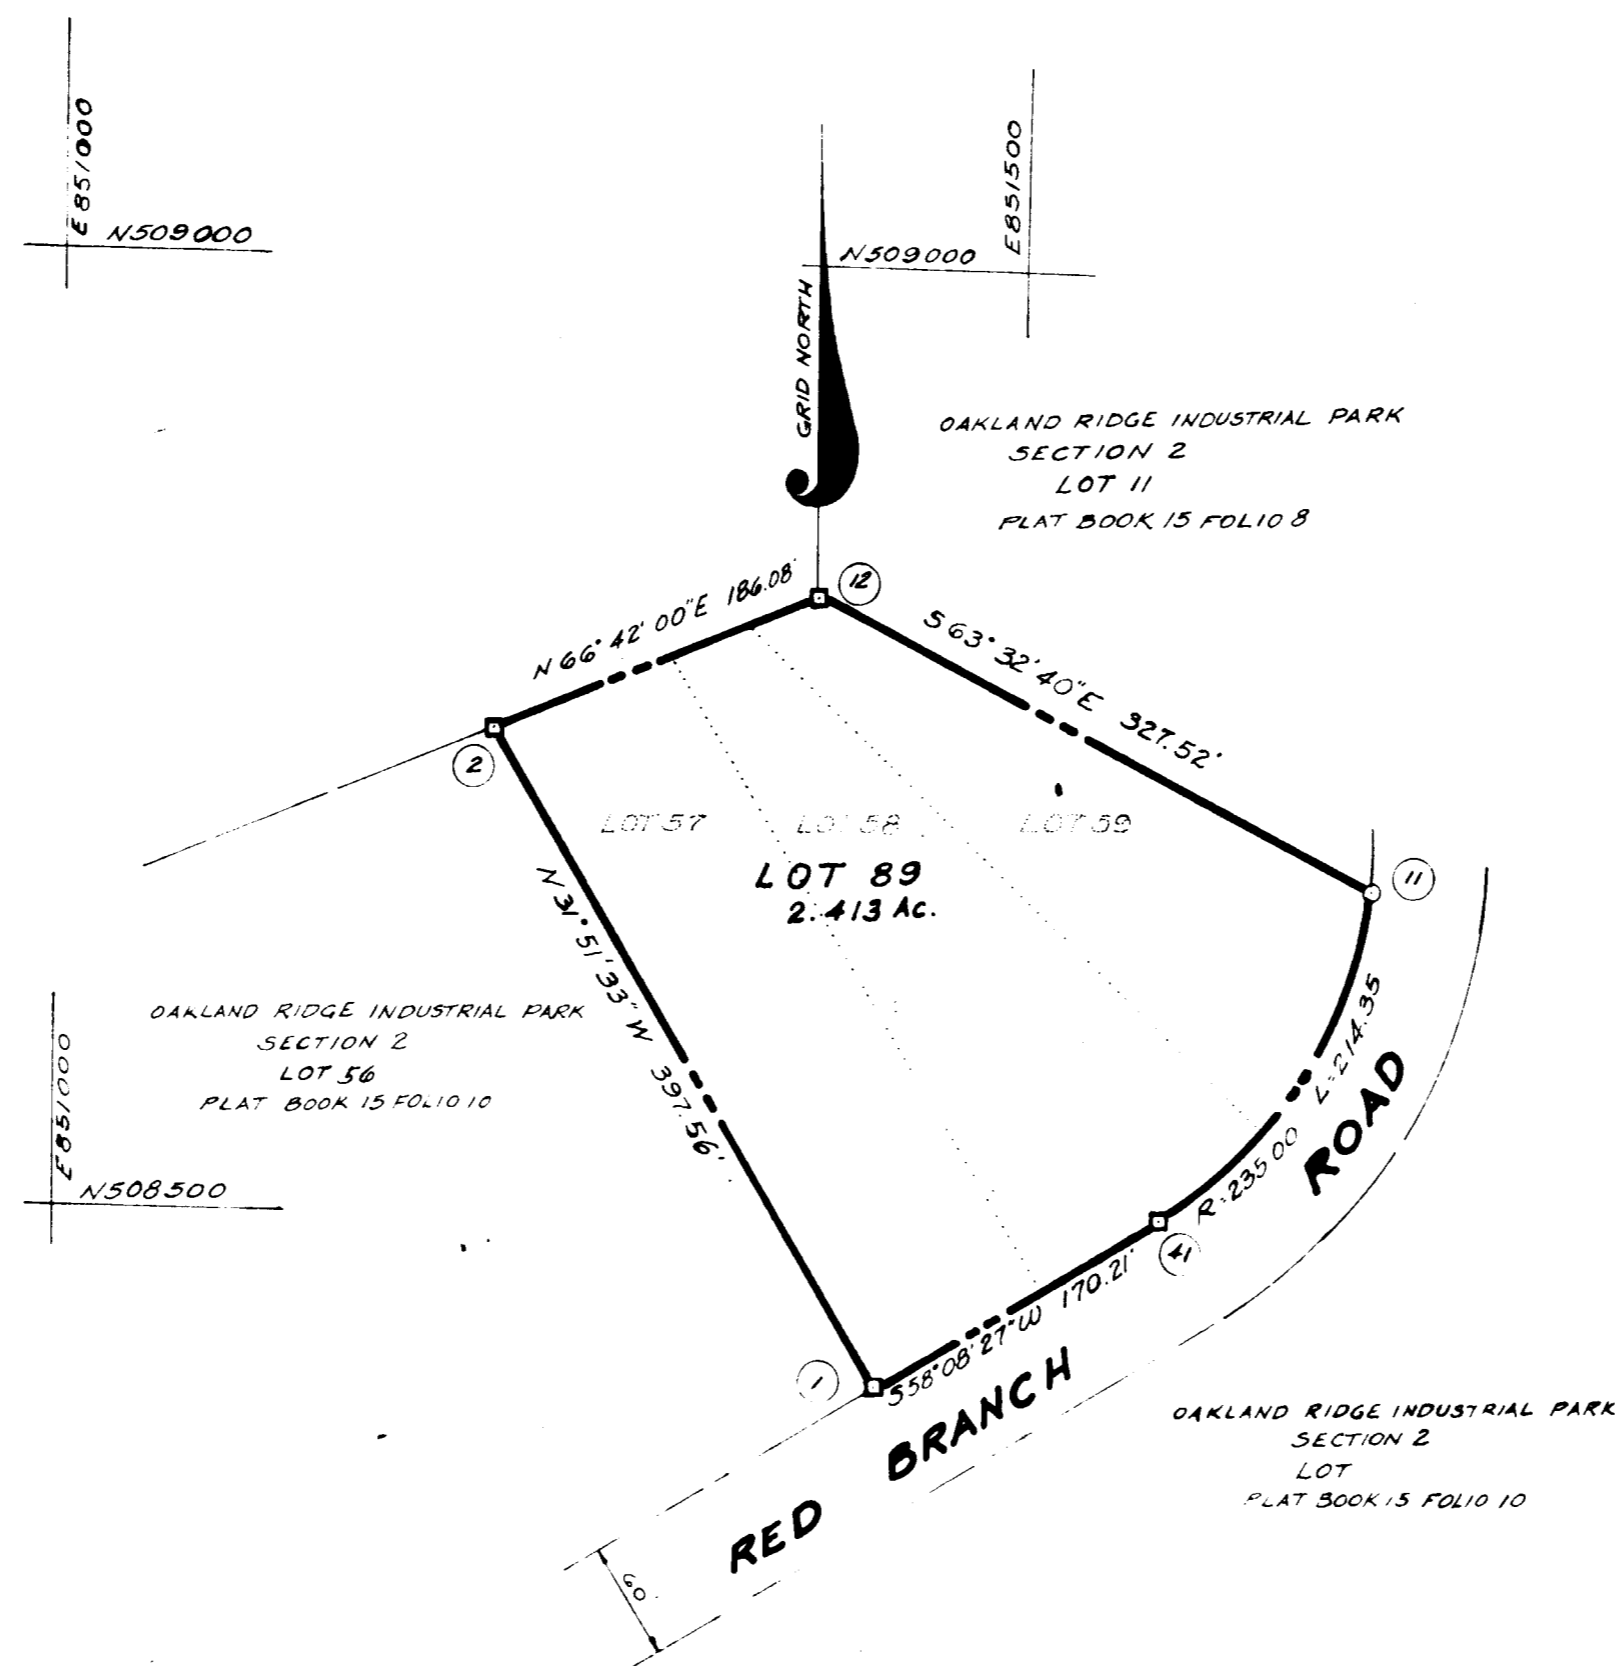 E851000
N509000
E851500
N509000
GRID NORTH
OAKLAND RIDGE INDUSTRIAL PARK
SECTION 2
LOT 11
PLAT BOOK 15 FOLIO 8
12
N 66° 42' 00" E 186.08'
S 63° 32' 40" E 327.52'
2
LOT 57
LOT 58
LOT 59
LOT 89
2.413 Ac.
11
N 31° 51' 33" W 397.56'
OAKLAND RIDGE INDUSTRIAL PARK
SECTION 2
LOT 56
PLAT BOOK 15 FOLIO 10
E851000
N508500
R=235.00 L=214.35
41
S58°08'27"W 170.21'
1
RED BRANCH ROAD
OAKLAND RIDGE INDUSTRIAL PARK
SECTION 2
LOT
PLAT BOOK 15 FOLIO 10
60